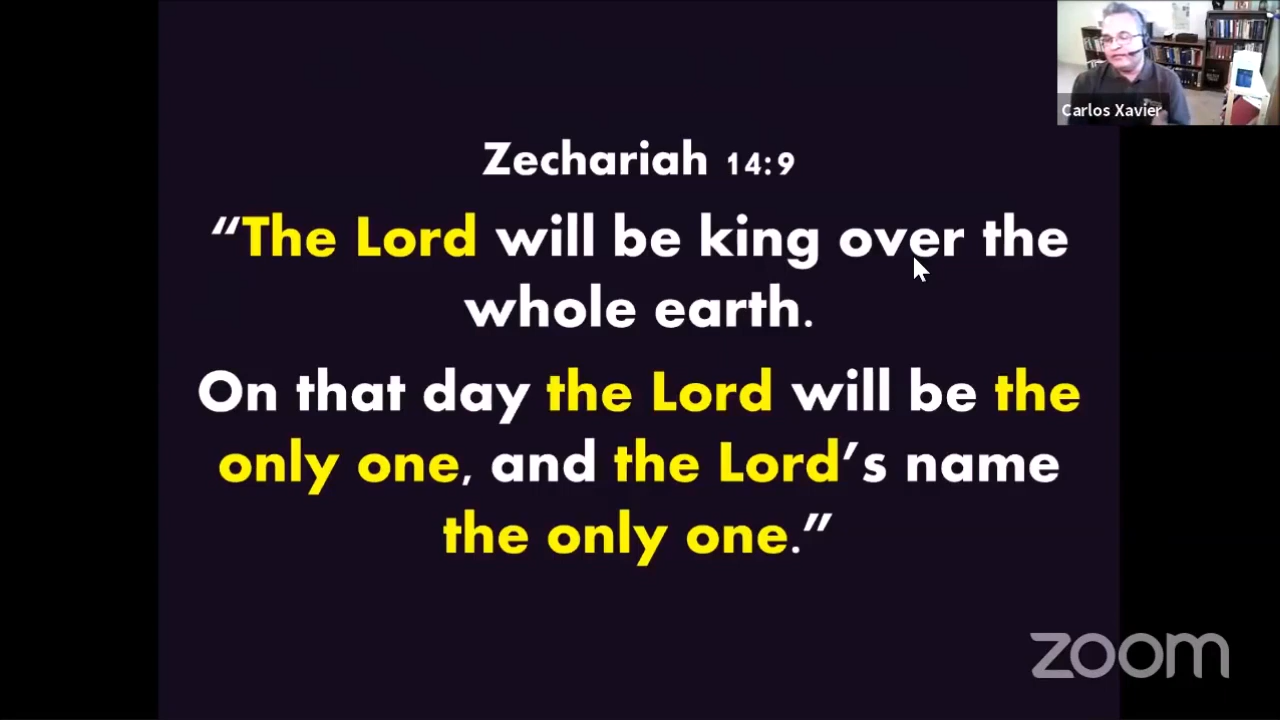 Carlos Xavier
Zechariah 14:9
“The Lord will be king over the
whole earth.
On that day the Lord will be the
only one, and the Lord’s name
the only one.”
zoom